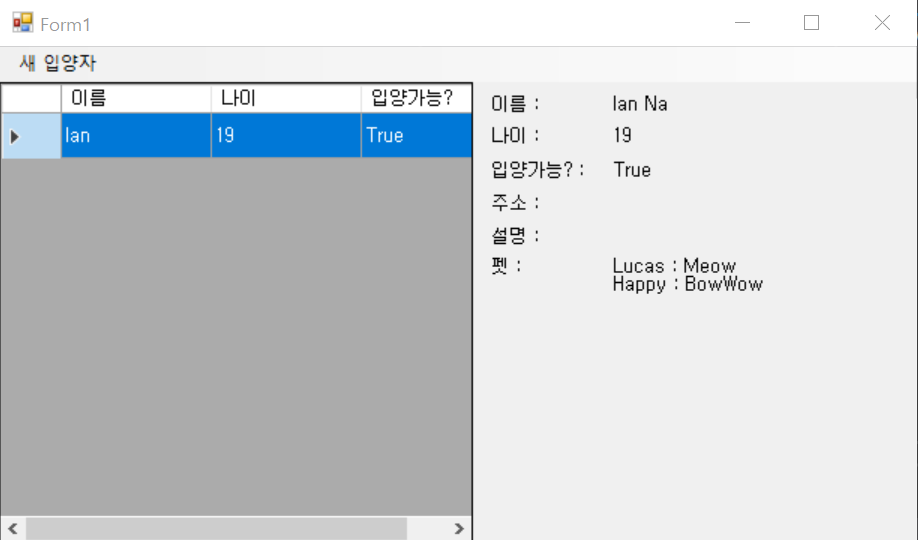 Form1
새 입양자
이름 나이 입양가능?
Ian 19 True
이름 : Ian Na
나이 : 19
입양가능? : True
주소 :
설명 :
펫 : Lucas : Meow
Happy : BowWow